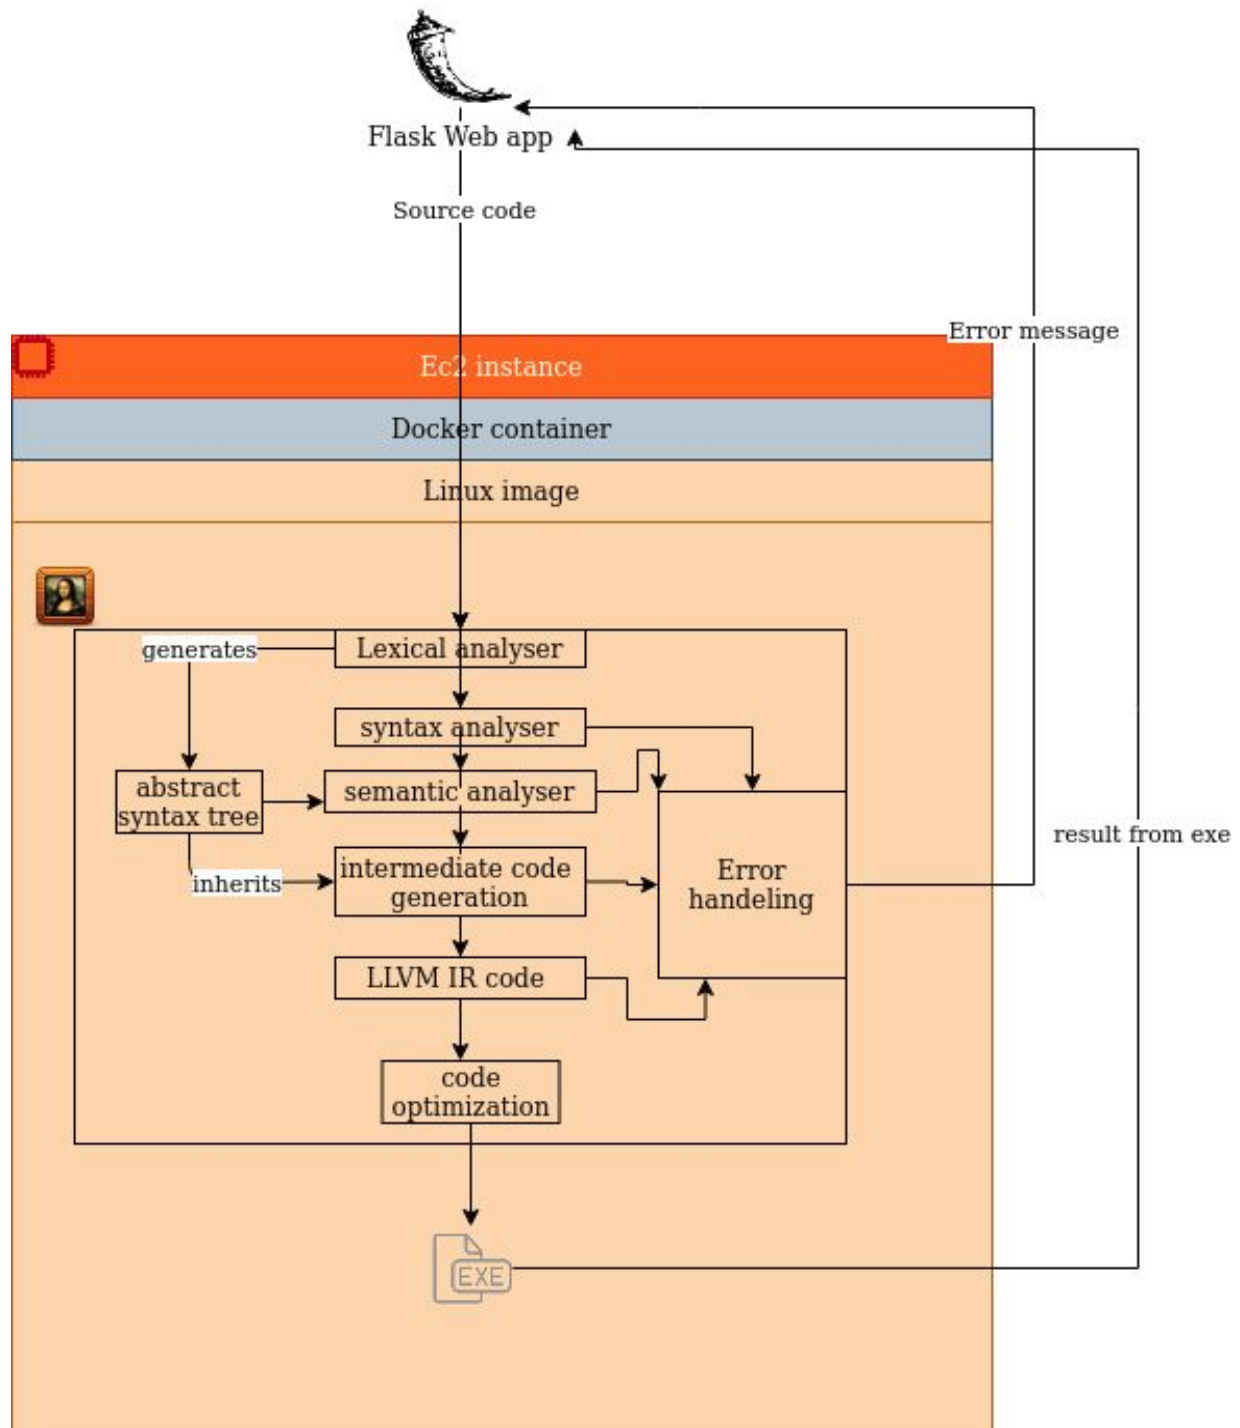 Flask Web app
Source code
Error message
Ec2 instance
Docker container
Linux image
generates
Lexical analyser
syntax analyser
abstract
syntax tree
semantic analyser
inherits
intermediate code
generation
Error
handeling
result from exe
LLVM IR code
code
optimization
EXE